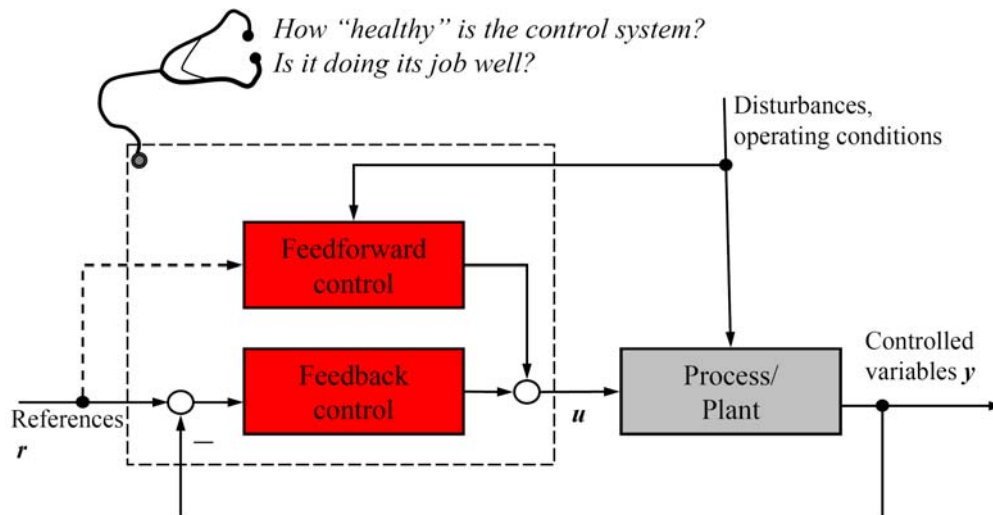 How “healthy” is the control system?
Is it doing its job well?
Disturbances,
operating conditions
Feedforward
control
Feedback
control
Process/
Plant
Controlled
variables y
References
r
u
–